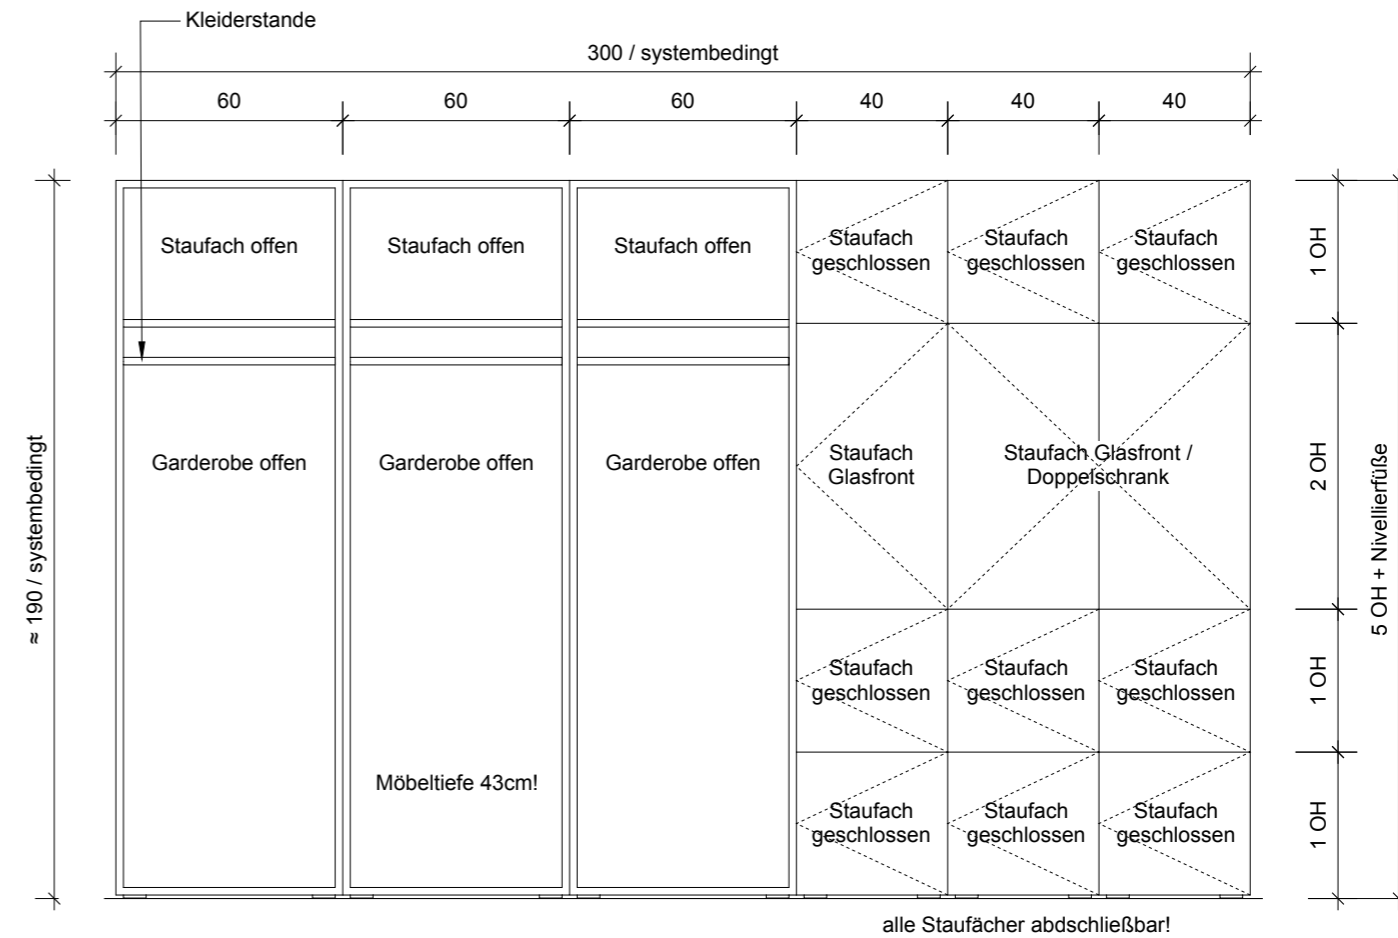 Kleiderstande
300 / systembedingt
60
60
60
40
40
40
Staufach offen
Staufach offen
Staufach offen
Staufach
geschlossen
Staufach
geschlossen
Staufach
geschlossen
1 OH
Garderobe offen
Garderobe offen
Garderobe offen
Staufach
Glasfront
Staufach Glasfront /
Doppelschrank
2 OH
≈ 190 / systembedingt
5 OH + Nivellierfüße
Staufach
geschlossen
Staufach
geschlossen
Staufach
geschlossen
1 OH
Möbeltiefe 43cm!
Staufach
geschlossen
Staufach
geschlossen
Staufach
geschlossen
1 OH
alle Staufächer abdschließbar!